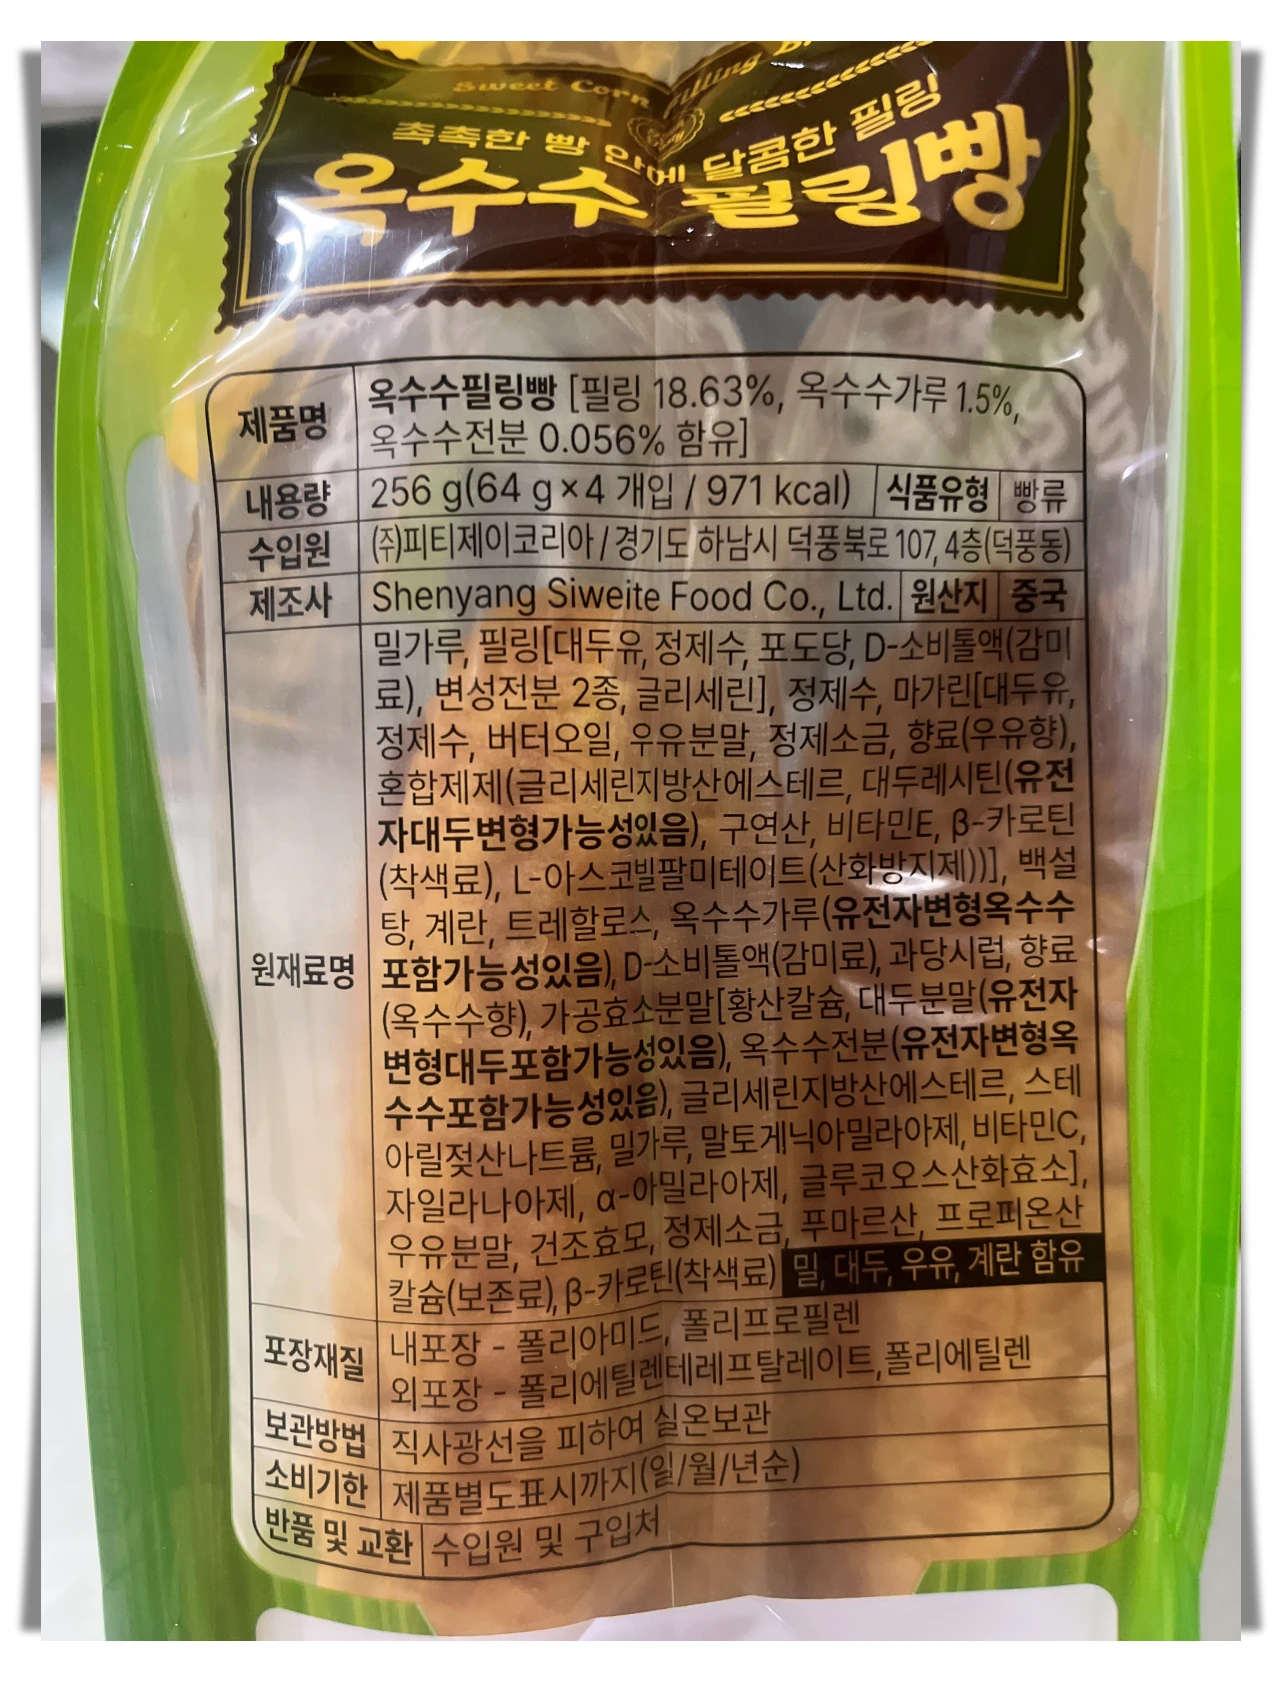 Sweet Corn Filling
촉촉한 빵 안에 달콤한 필링
옥수수 필링빵
제품명 옥수수필링빵 [필링 18.63%, 옥수수가루 1.5%,
옥수수전분 0.056% 함유]
내용량 256 g(64 g×4 개입 / 971 kcal) 식품유형 빵류
수입원 (주)피티제이코리아 / 경기도 하남시 덕풍북로 107, 4층(덕풍동)
제조사 Shenyang Siweite Food Co., Ltd. 원산지 중국
원재료명
밀가루, 필링[대두유, 정제수, 포도당, D-소비톨액(감미
료), 변성전분 2종, 글리세린], 정제수, 마가린[대두유,
정제수, 버터오일, 우유분말, 정제소금, 향료(우유향),
혼합제제(글리세린지방산에스테르, 대두레시틴(유전
자대두변형가능성있음), 구연산, 비타민E, β-카로틴
(착색료), L-아스코빌팔미테이트(산화방지제))], 백설
탕, 계란, 트레할로스, 옥수수가루(유전자변형옥수수
포함가능성있음), D-소비톨액(감미료), 과당시럽, 향료
(옥수수향), 가공효소분말[황산칼슘, 대두분말(유전자
변형대두포함가능성있음), 옥수수전분(유전자변형옥
수수포함가능성있음), 글리세린지방산에스테르, 스테
아릴젖산나트륨, 밀가루, 말토게닉아밀라아제, 비타민C,
자일라나아제, α-아밀라아제, 글루코오스산화효소],
우유분말, 건조효모, 정제소금, 푸마르산, 프로피온산
칼슘(보존료), β-카로틴(착색료) 밀, 대두, 우유, 계란 함유
포장재질 내포장 - 폴리아미드, 폴리프로필렌
외포장 - 폴리에틸렌테레프탈레이트, 폴리에틸렌
보관방법 직사광선을 피하여 실온보관
소비기한 제품별도표시까지(일/월/년순)
반품 및 교환 수입원 및 구입처